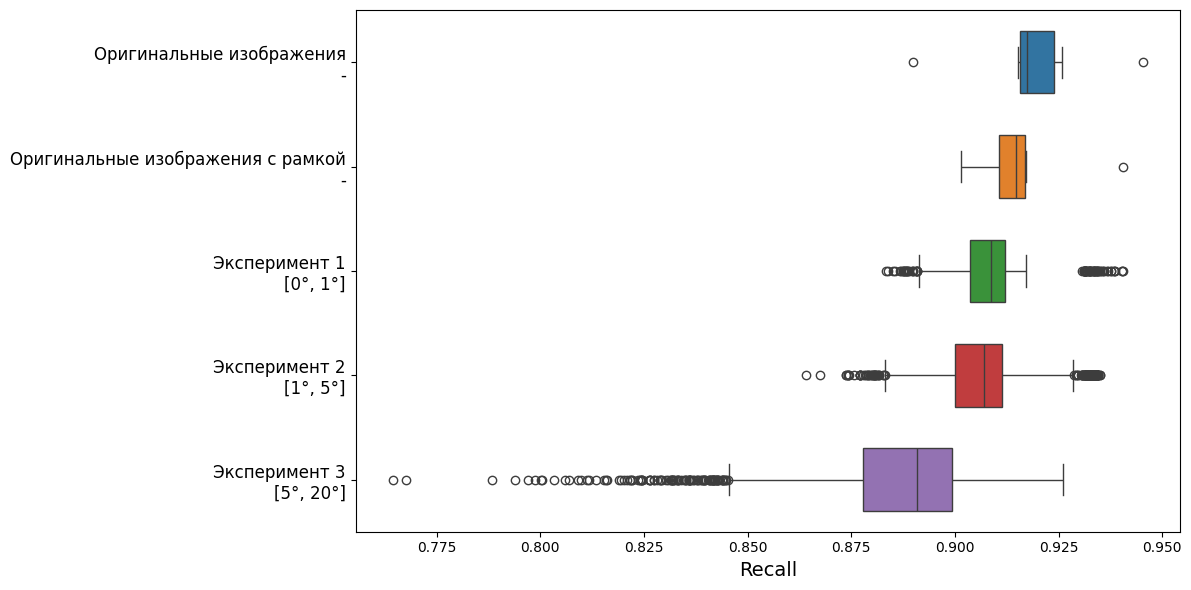 Оригинальные изображения
-
Оригинальные изображения с рамкой
-
Эксперимент 1
[0°, 1°]
Эксперимент 2
[1°, 5°]
Эксперимент 3
[5°, 20°]
0.775 0.800 0.825 0.850 0.875 0.900 0.925 0.950
Recall